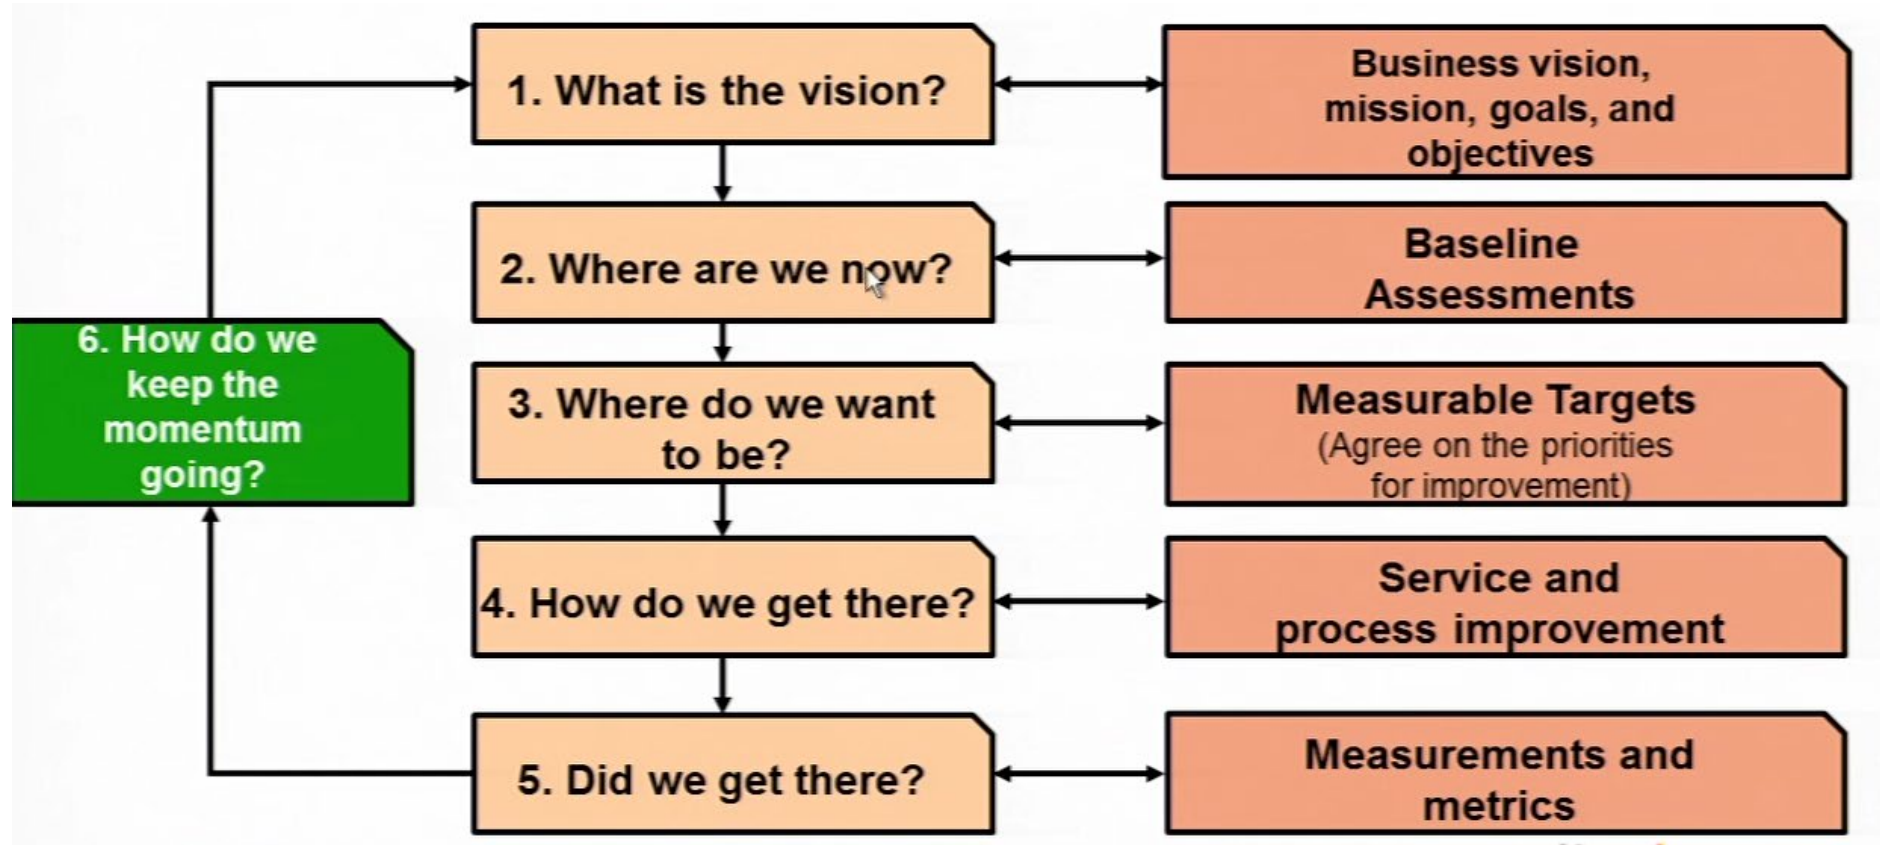 1. What is the vision?
Business vision,
mission, goals, and
objectives
2. Where are we now?
Baseline
Assessments
6. How do we
keep the
momentum
going?
3. Where do we want
to be?
Measurable Targets
(Agree on the priorities
for improvement)
4. How do we get there?
Service and
process improvement
5. Did we get there?
Measurements and
metrics